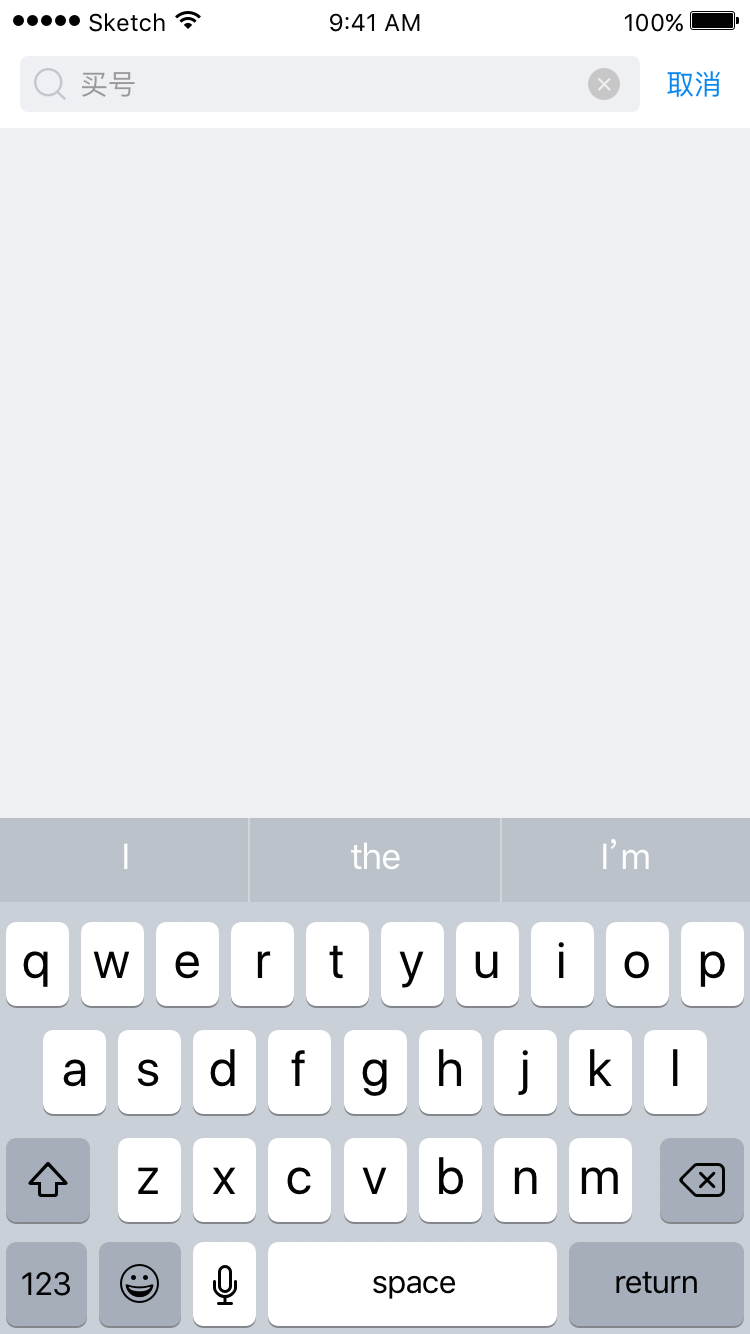 Sketch 9:41 AM 100%
买号 取消
I the I’m
q w e r t y u i o p
a s d f g h j k l
z x c v b n m
123 space return